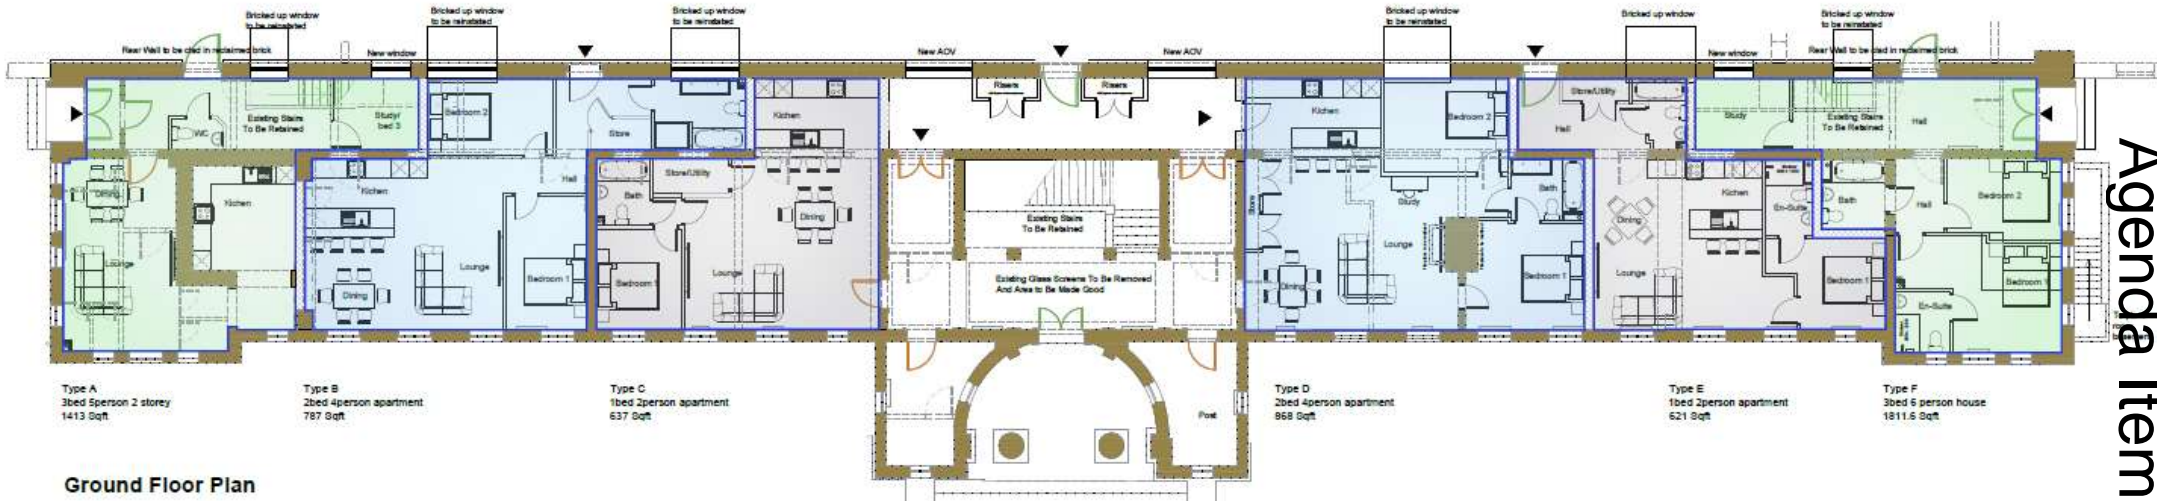 Bricked up window
to be reinstated
Bricked up window
to be reinstated
Bricked up window
to be reinstated
Bricked up window
to be reinstated
Bricked up window
Bricked up window
to be reinstated
Rear Wall to be clad in reclaimed brick
New window
New AOV
New AOV
New window
Rear Wall to be clad in reclaimed brick
WC
Existing Stairs
To Be Retained
Study/
bed 3
Bedroom 2
Store
Kichen
Risers
Risers
Kichen
Bedroom 2
Store/Utility
Hall
Study
Existing Stairs
To Be Retained
Hall
Dining
Kichen
Lounge
Kichen
Hall
Lounge
Dining
Bedroom 1
Store/Utility
Bath
Bedroom 1
Dining
Lounge
Existing Stairs
To Be Retained
Existing Glass Screens To Be Removed
And Area to Be Made Good
Store
Study
Lounge
Dining
Bath
Bedroom 1
Kichen
Dining
Lounge
En-Suite
Bedroom 1
Bath
Hall
Bedroom 2
Bedroom 1
En-Suite
Post
Type A
3bed 5person 2 storey
1413 Sqft
Type B
2bed 4person apartment
787 Sqft
Type C
1bed 2person apartment
637 Sqft
Type D
2bed 4person apartment
868 Sqft
Type E
1bed 2person apartment
621 Sqft
Type F
3bed 6 person house
1811.6 Sqft
Ground Floor Plan
Agenda Item